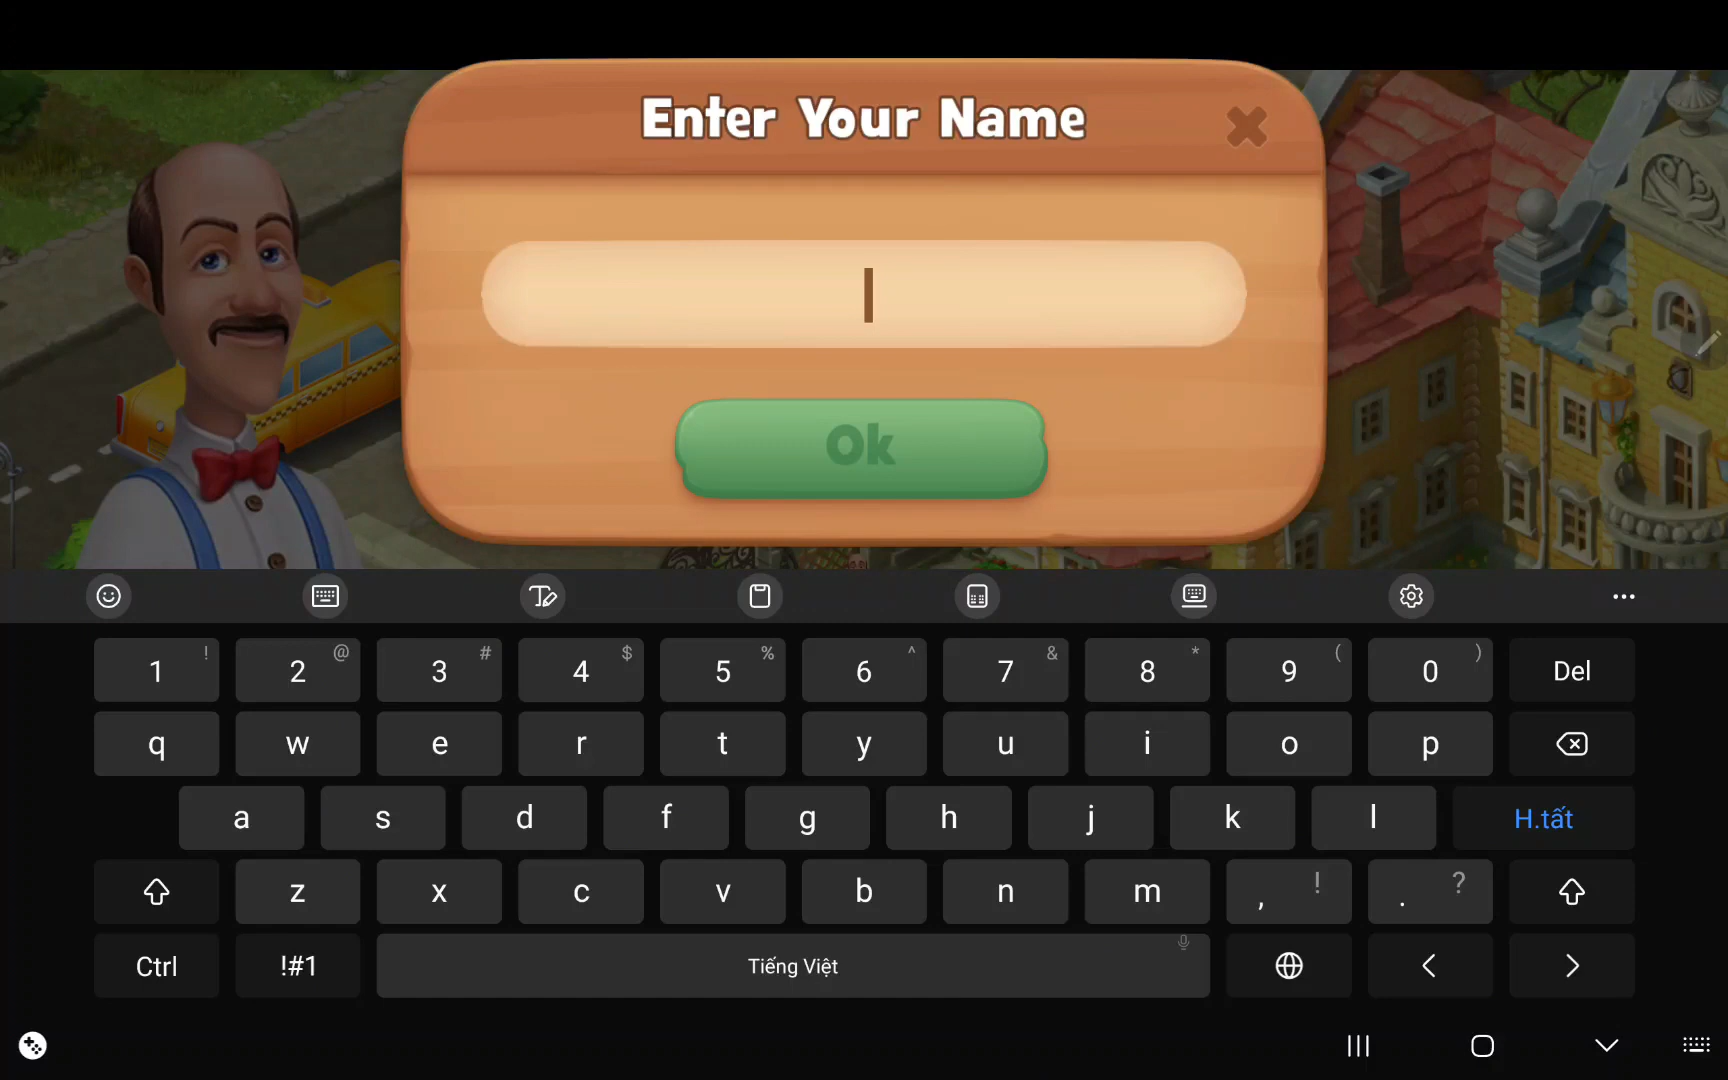 Enter Your Name
Ok
1 ! 2 @ 3 # 4 $ 5 % 6 ^ 7 & 8 * 9 ( 0 ) Del
q w e r t y u i o p
a s d f g h j k l H.tất
z x c v b n m , ! . ?
Ctrl !#1 Tiếng Việt < >